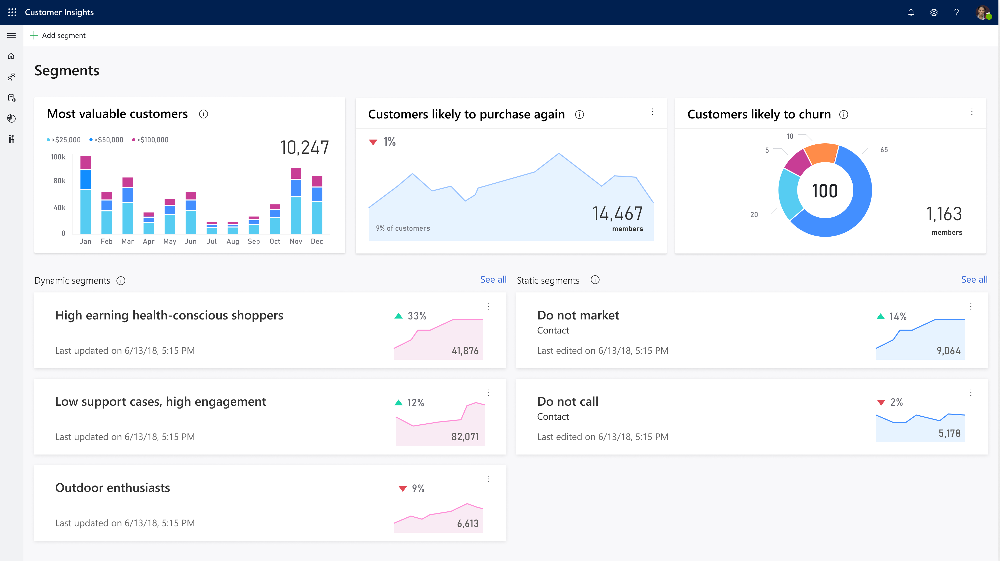 Customer Insights
Add segment
Segments
Most valuable customers
>$25,000 >$50,000 >$100,000
10,247
100k
80k
40k
0
Jan Feb Mar Apr May Jun Jul Aug Sep Oct Nov Dec
Customers likely to purchase again
1%
14,467
members
9% of customers
Customers likely to churn
10
5
65
100
20
1,163
members
Dynamic segments
See all
High earning health-conscious shoppers
33%
Last updated on 6/13/18, 5:15 PM
41,876
Low support cases, high engagement
12%
Last updated on 6/13/18, 5:15 PM
82,071
Outdoor enthusiasts
9%
Last updated on 6/13/18, 5:15 PM
6,613
Static segments
See all
Do not market
14%
Contact
Last edited on 6/13/18, 5:15 PM
9,064
Do not call
2%
Contact
Last edited on 6/13/18, 5:15 PM
5,178